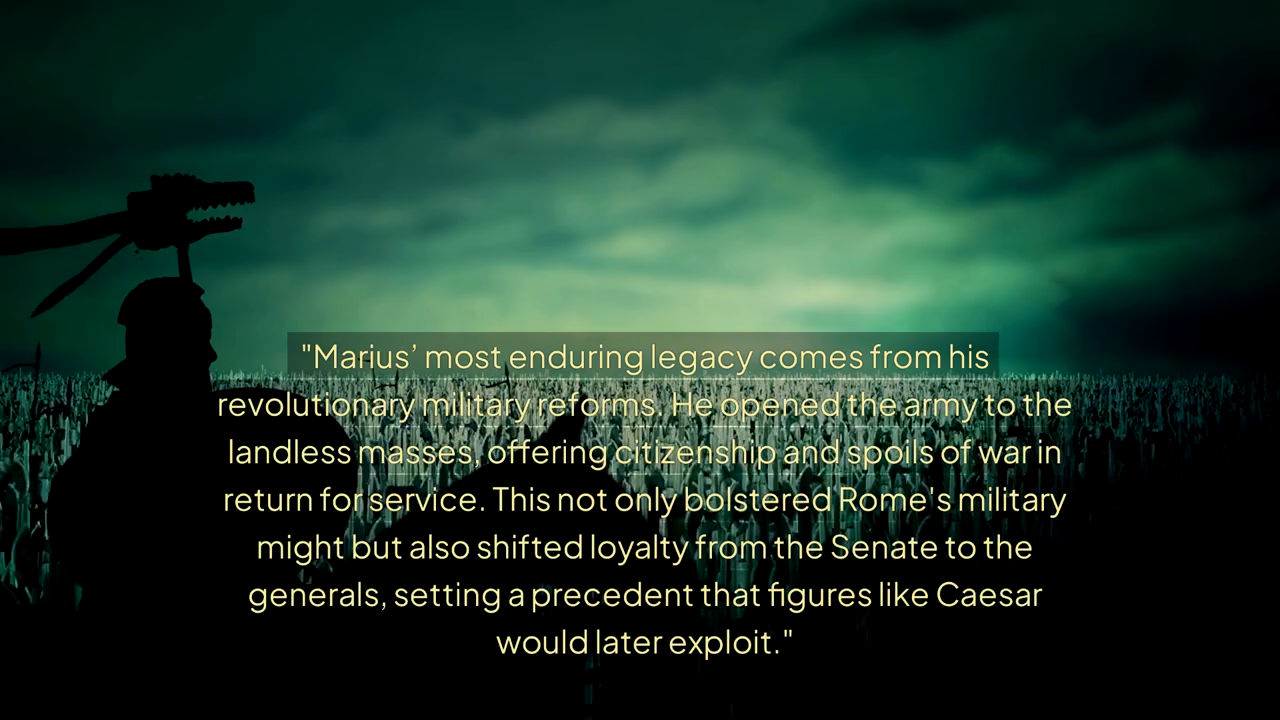 "Marius’ most enduring legacy comes from his
revolutionary military reforms. He opened the army to the
landless masses, offering citizenship and spoils of war in
return for service. This not only bolstered Rome's military
might but also shifted loyalty from the Senate to the
generals, setting a precedent that figures like Caesar
would later exploit."